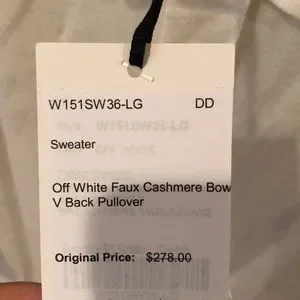 W151SW36-LG DD
Sweater
Off White Faux Cashmere Bow
V Back Pullover
Original Price: $278.00